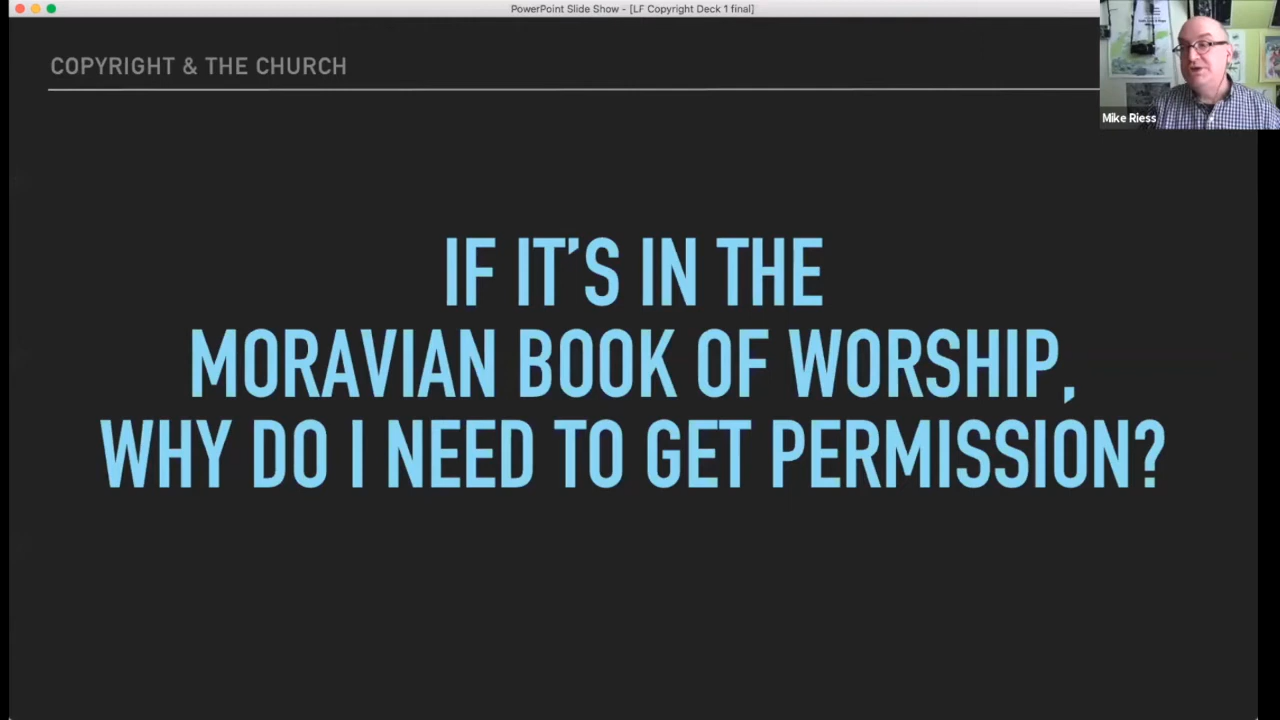 PowerPoint Slide Show - [LF Copyright Deck 1 final]
COPYRIGHT & THE CHURCH
Mike Riess
IF IT'S IN THE
MORAVIAN BOOK OF WORSHIP,
WHY DO I NEED TO GET PERMISSION?